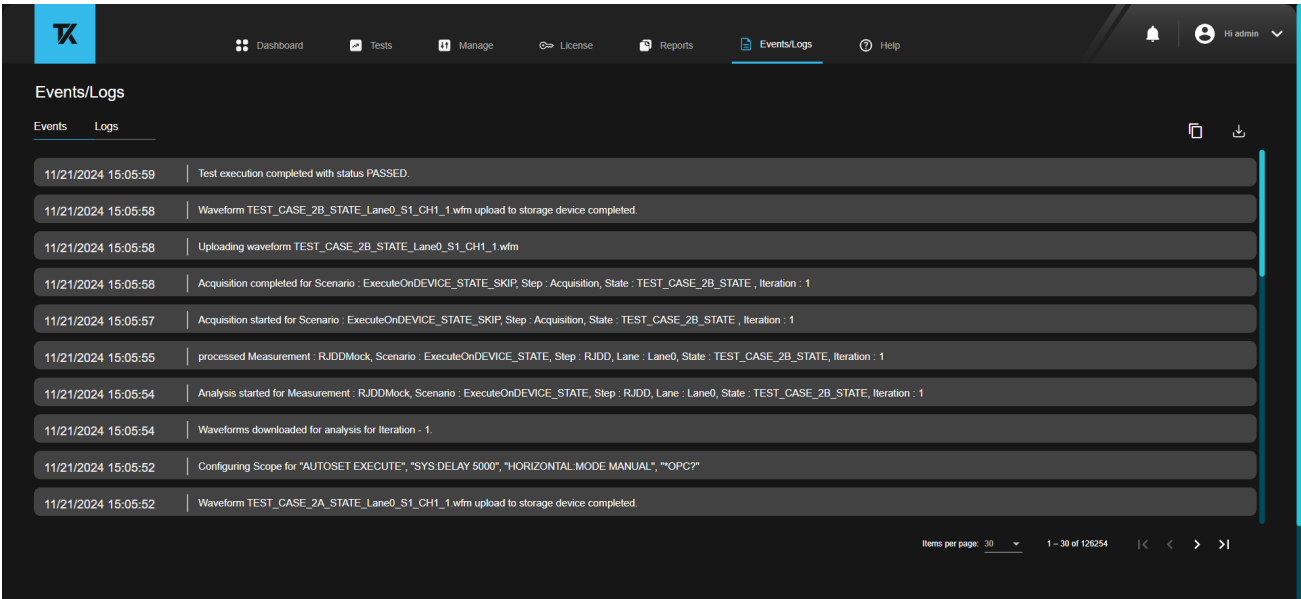 TK
Dashboard
Tests
Manage
License
Reports
Events/Logs
Help
Hi admin
Events/Logs
Events Logs
11/21/2024 15:05:59 Test execution completed with status PASSED.
11/21/2024 15:05:58 Waveform TEST_CASE_2B_STATE_Lane0_S1_CH1_1.wfm upload to storage device completed.
11/21/2024 15:05:58 Uploading waveform TEST_CASE_2B_STATE_Lane0_S1_CH1_1.wfm
11/21/2024 15:05:58 Acquisition completed for Scenario : ExecuteOnDEVICE_STATE_SKIP, Step : Acquisition, State : TEST_CASE_2B_STATE , Iteration : 1
11/21/2024 15:05:57 Acquisition started for Scenario : ExecuteOnDEVICE_STATE_SKIP, Step : Acquisition, State : TEST_CASE_2B_STATE , Iteration : 1
11/21/2024 15:05:55 processed Measurement : RJDDMock, Scenario : ExecuteOnDEVICE_STATE, Step : RJDD, Lane : Lane0, State : TEST_CASE_2B_STATE, Iteration : 1
11/21/2024 15:05:54 Analysis started for Measurement : RJDDMock, Scenario : ExecuteOnDEVICE_STATE, Step : RJDD, Lane : Lane0, State : TEST_CASE_2B_STATE, Iteration : 1
11/21/2024 15:05:54 Waveforms downloaded for analysis for Iteration - 1.
11/21/2024 15:05:52 Configuring Scope for "AUTOSET EXECUTE", "SYS:DELAY 5000", "HORIZONTAL:MODE MANUAL", "*OPC?"
11/21/2024 15:05:52 Waveform TEST_CASE_2A_STATE_Lane0_S1_CH1_1.wfm upload to storage device completed.
Items per page: 30 1 – 30 of 126254